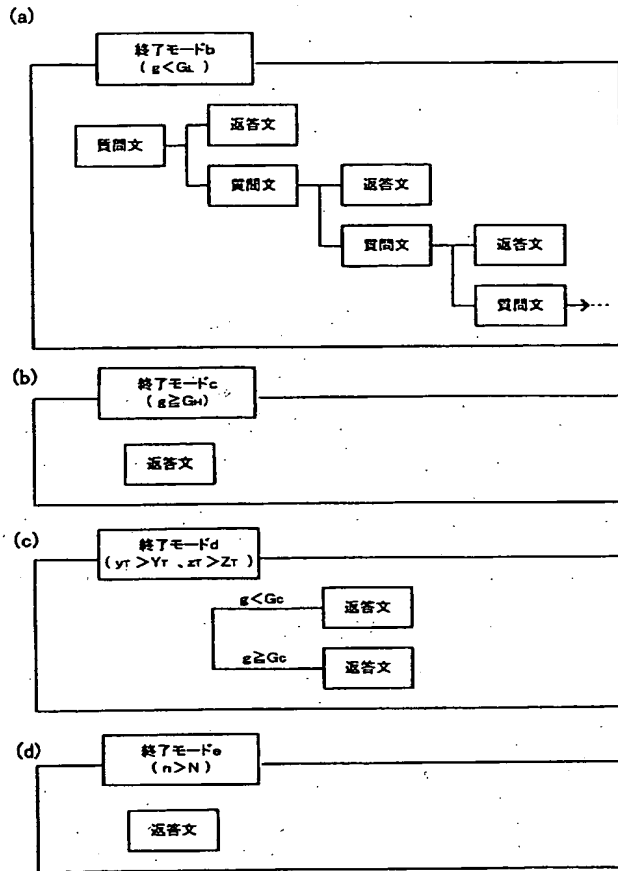 (a)
終了モードb
( g<GL )
質問文
返答文
質問文
返答文
質問文
返答文
質問文
(b)
終了モードc
( g≧GH)
返答文
(c)
終了モードd
( yT >YT 、zT >ZT )
g<Gc
返答文
g≧Gc
返答文
(d)
終了モードe
( n>N )
返答文